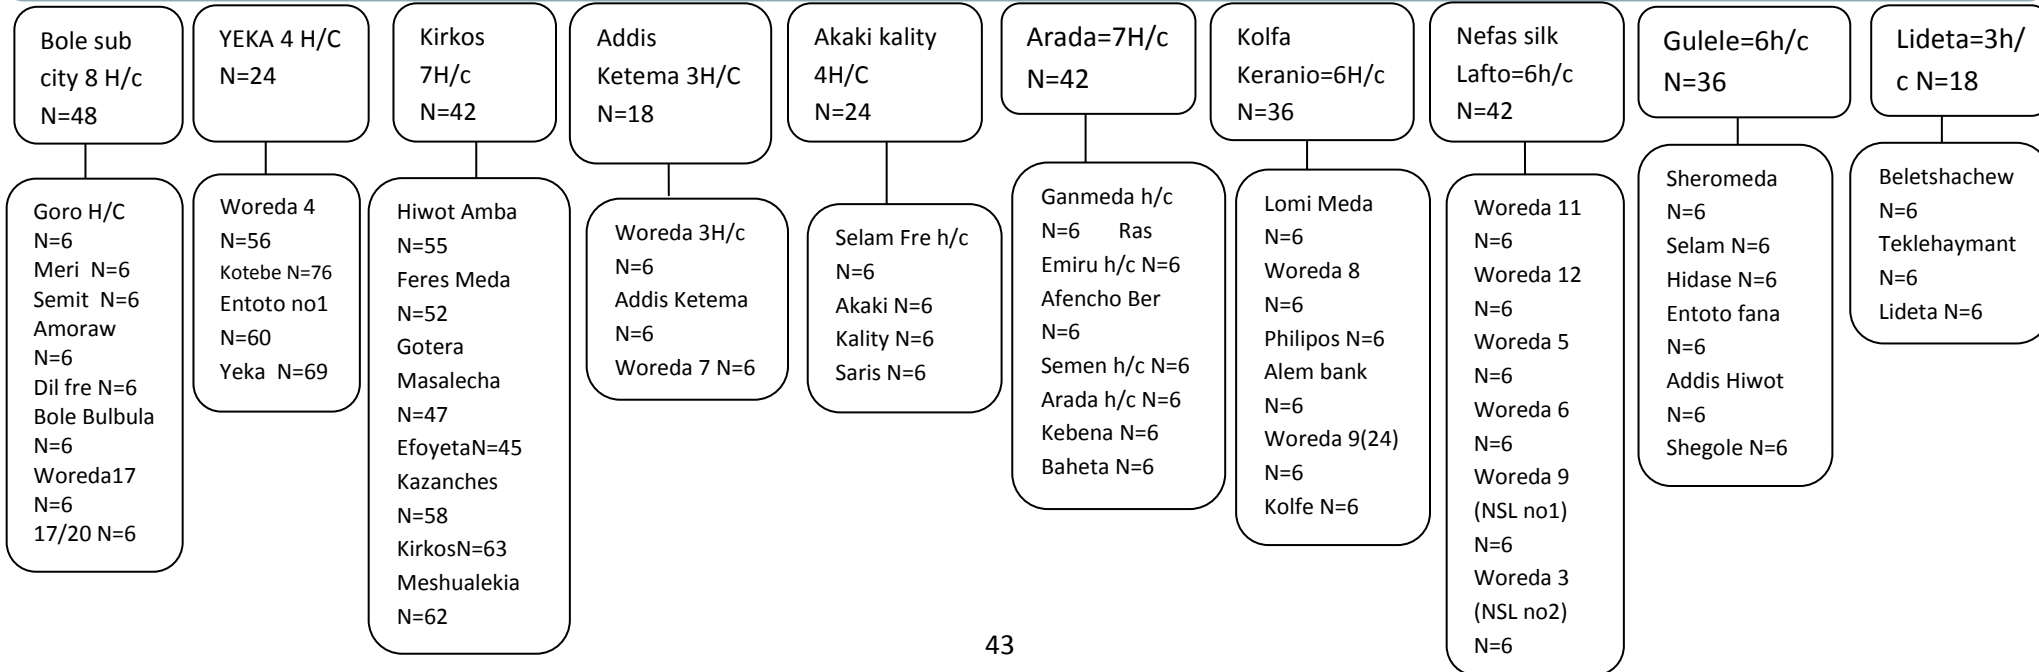 Bole sub
city 8 H/c
N=48
YEKA 4 H/C
N=24
Kirkos
7H/c
N=42
Addis
Ketema 3H/C
N=18
Akaki kality
4H/C
N=24
Arada=7H/c
N=42
Kolfa
Keranio=6H/c
N=36
Nefas silk
Lafto=6h/c
N=42
Gulele=6h/c
N=36
Lideta=3h/
c N=18
Goro H/C
N=6
Meri N=6
Semit N=6
Amoraw
N=6
Dil fre N=6
Bole Bulbula
N=6
Woreda17
N=6
17/20 N=6
Woreda 4
N=56
Kotebe N=76
Entoto no1
N=60
Yeka N=69
Hiwot Amba
N=55
Feres Meda
N=52
Gotera
Masalecha
N=47
EfoyetaN=45
Kazanches
N=58
KirkosN=63
Meshualekia
N=62
Woreda 3H/c
N=6
Addis Ketema
N=6
Woreda 7 N=6
Selam Fre h/c
N=6
Akaki N=6
Kality N=6
Saris N=6
Ganmeda h/c
N=6 Ras
Emiru h/c N=6
Afencho Ber
N=6
Semen h/c N=6
Arada h/c N=6
Kebena N=6
Baheta N=6
Lomi Meda
N=6
Woreda 8
N=6
Philipos N=6
Alem bank
N=6
Woreda 9(24)
N=6
Kolfe N=6
Woreda 11
N=6
Woreda 12
N=6
Woreda 5
N=6
Woreda 6
N=6
Woreda 9
(NSL no1)
N=6
Woreda 3
(NSL no2)
N=6
Sheromeda
N=6
Selam N=6
Hidase N=6
Entoto fana
N=6
Addis Hiwot
N=6
Shegole N=6
Beletshachew
N=6
Teklehaymant
N=6
Lideta N=6
43